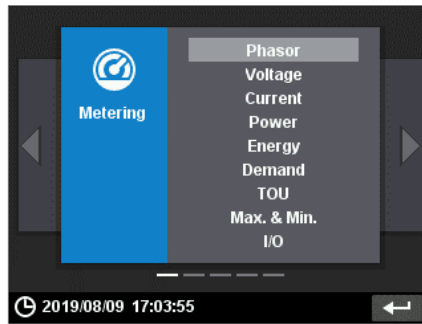 Metering
Phasor
Voltage
Current
Power
Energy
Demand
TOU
Max. & Min.
I/O
2019/08/09 17:03:55